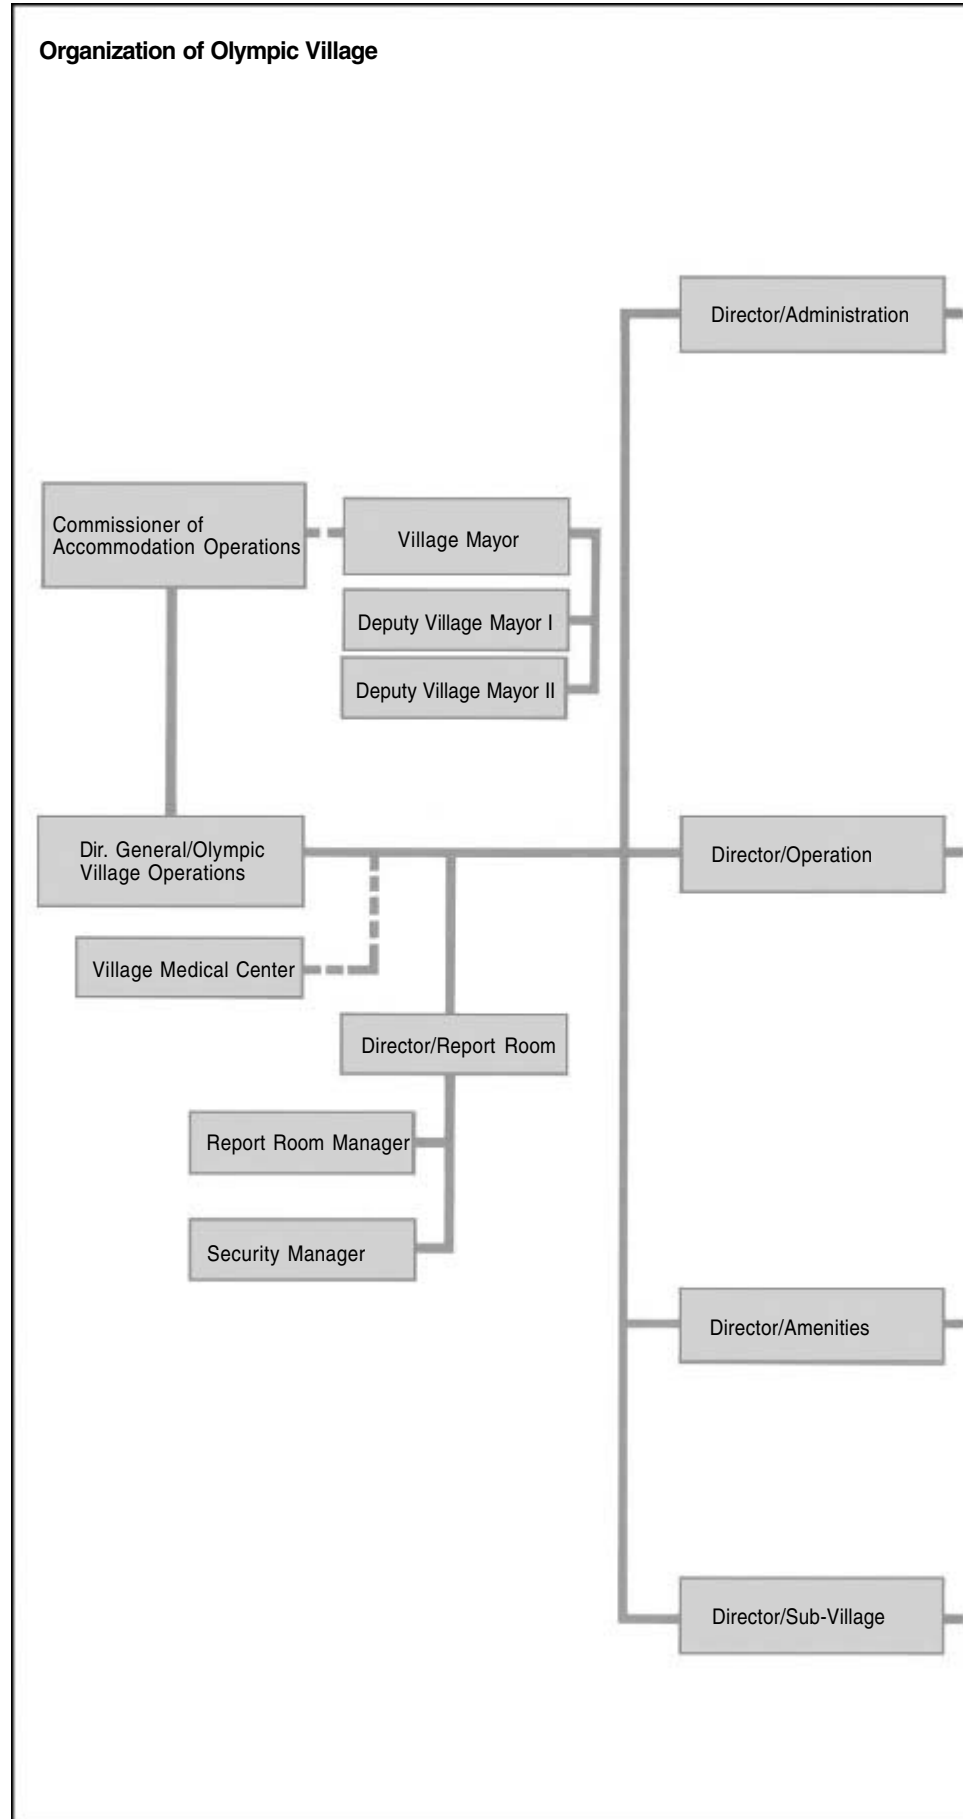 Organization of Olympic Village
Director/Administration
Commissioner of
Accommodation Operations
Village Mayor
Deputy Village Mayor I
Deputy Village Mayor II
Dir. General/Olympic
Village Operations
Director/Operation
Village Medical Center
Director/Report Room
Report Room Manager
Security Manager
Director/Amenities
Director/Sub-Village